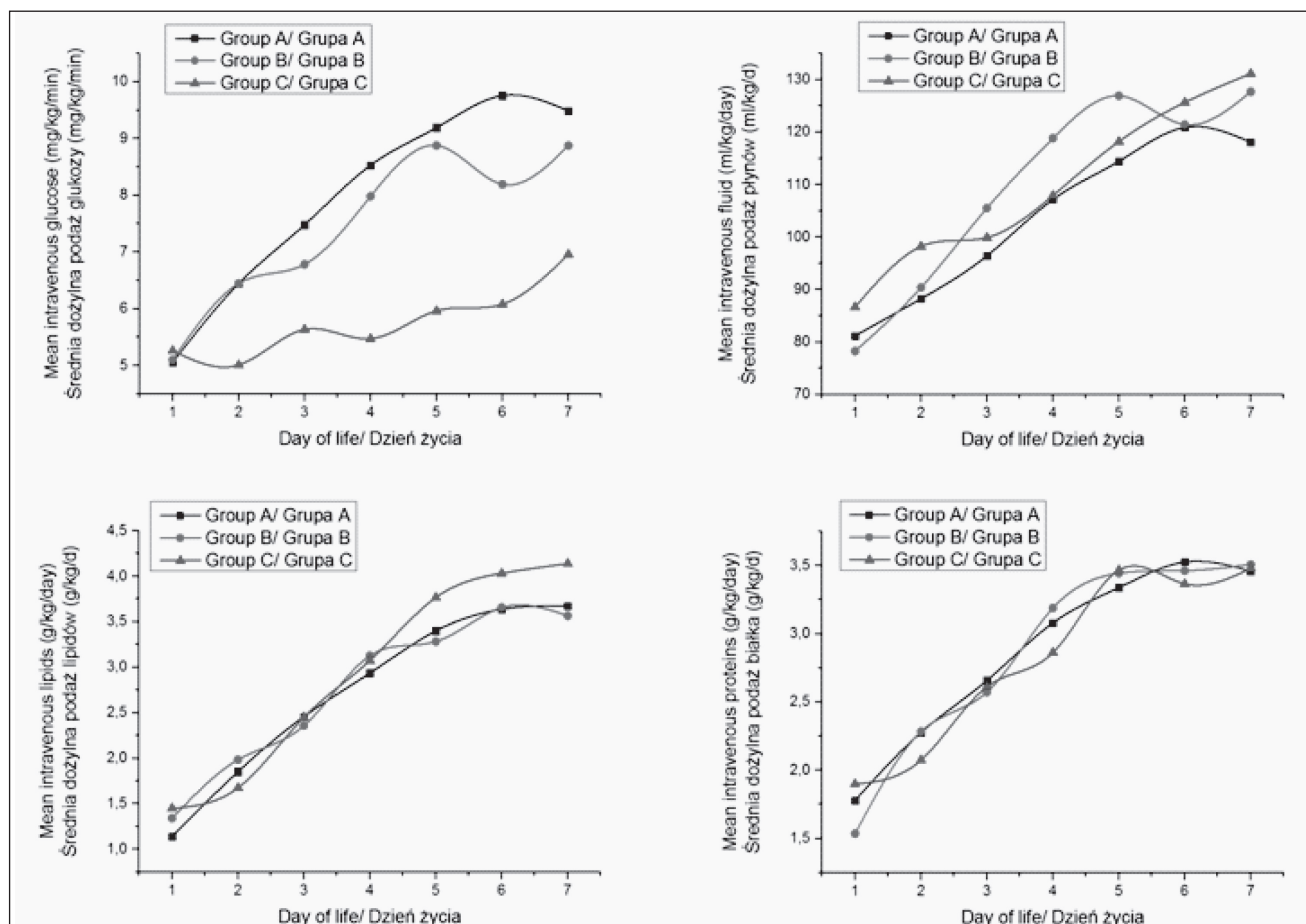 Group A/ Grupa A
Group B/ Grupa B
Group C/ Grupa C
Mean intravenous glucose (mg/kg/min)
Średnia dożylna podaż glukozy (mg/kg/min)
10
9
8
7
6
5
1 2 3 4 5 6 7
Day of life/ Dzień życia
Group A/ Grupa A
Group B/ Grupa B
Group C/ Grupa C
Mean intravenous fluid (ml/kg/day)
Średnia dożylna podaż płynów (ml/kg/d)
130
120
110
100
90
80
70
1 2 3 4 5 6 7
Day of life/ Dzień życia
Group A/ Grupa A
Group B/ Grupa B
Group C/ Grupa C
Mean intravenous lipids (g/kg/day)
Średnia dożylna podaż lipidów (g/kg/d)
4,5
4,0
3,5
3,0
2,5
2,0
1,5
1,0
1 2 3 4 5 6 7
Day of life/ Dzień życia
Group A/ Grupa A
Group B/ Grupa B
Group C/ Grupa C
Mean intravenous proteins (g/kg/day)
Średnia dożylna podaż białka (g/kg/d)
3,5
3,0
2,5
2,0
1,5
1 2 3 4 5 6 7
Day of life/ Dzień życia